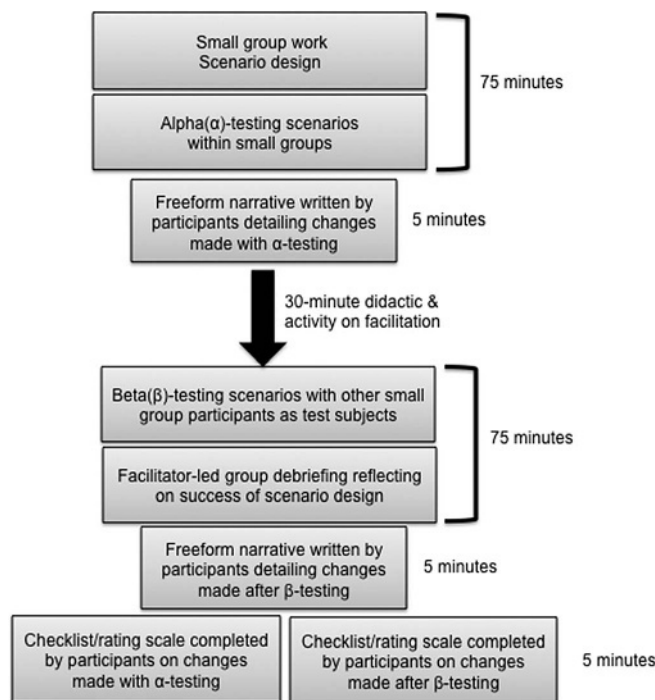 Small group work
Scenario design
75 minutes
Alpha(α)-testing scenarios
within small groups
Freeform narrative written by
participants detailing changes
made with α-testing
5 minutes
30-minute didactic &
activity on facilitation
Beta(β)-testing scenarios with other small
group participants as test subjects
75 minutes
Facilitator-led group debriefing reflecting
on success of scenario design
Freeform narrative written by
participants detailing changes
made after β-testing
5 minutes
Checklist/rating scale completed
by participants on changes
made with α-testing
Checklist/rating scale completed
by participants on changes
made after β-testing
5 minutes